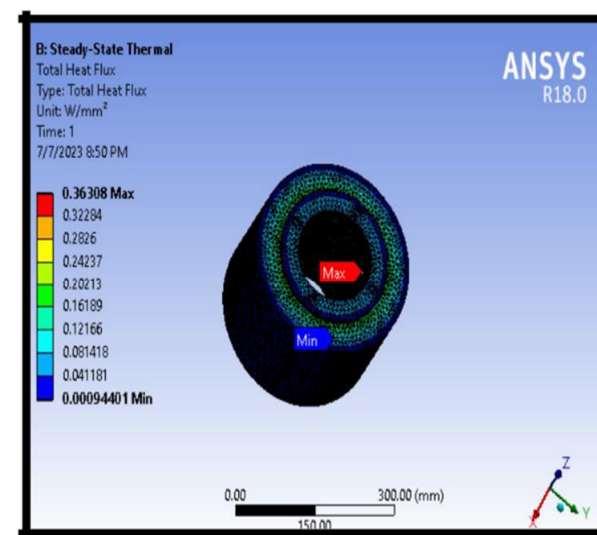 B: Steady-State Thermal
Total Heat Flux
Type: Total Heat Flux
Unit: W/mm²
Time: 1
7/7/2023 8:50 PM
ANSYS
R18.0
0.36308 Max
0.32284
0.2826
0.24237
0.20213
0.16189
0.12166
0.081418
0.041181
0.00094401 Min
Max
Min
0.00
300.00 (mm)
150.00
Z
Y
X